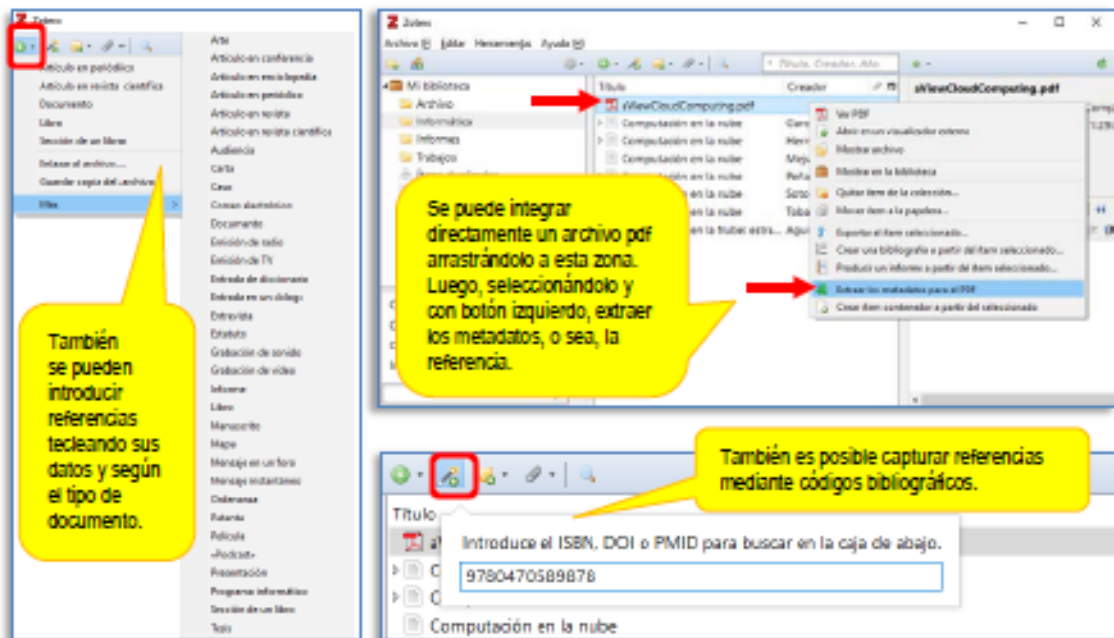 Zotero
Artículo en periódico
Artículo en revista científica
Documento
Libro
Sección de un libro
Enlazar al archivo...
Guardar copia del archivo
Más
Arte
Artículo en conferencia
Artículo en enciclopedia
Artículo en periódico
Artículo en revista
Artículo en revista científica
Audiencia
Carta
Caso
Correo electrónico
Documento
Emisión de radio
Emisión de TV
Entrada de diccionario
Entrada en un
Entrevista
Estatuto
Grabación de sonido
Grabación de vídeo
Informe
Libro
Manuscrito
Mapa
Mensaje en un foro
Mensaje instantáneo
Ordenanza
Patente
Película
«Podcast»
Presentación
Programa informático
Sección de un libro
Tesis
También
se pueden
introducir
referencias
tecleando sus
datos y según
el tipo de
documento.
Zotero
Archivo Editar Herramientas Ayuda
Título, Creador, Año
Mi biblioteca
Archivo
Informática
Informes
Trabajos
Título Creador
aViewCloudComputing.pdf
Computación en la nube
Computación en la nube
Computación en la nube
aViewCloudComputing.pdf
Ver PDF
Abrir en un visualizador externo
Mostrar archivo
Mostrar en la biblioteca
Quitar ítem de la colección...
Mover ítem a la papelera...
Exportar el ítem seleccionado...
Crear una bibliografía a partir del ítem seleccionado...
Producir un informe a partir del ítem seleccionado...
Extraer los metadatos para el PDF
Crear ítem contenedor a partir del seleccionado
Se puede integrar
directamente un archivo pdf
arrastrándolo a esta zona.
Luego, seleccionándolo y
con botón izquierdo, extraer
los metadatos, o sea, la
referencia.
También es posible capturar referencias
mediante códigos bibliográficos.
Título
Introduce el ISBN, DOI o PMID para buscar en la caja de abajo.
9780470589878
Computación en la nube